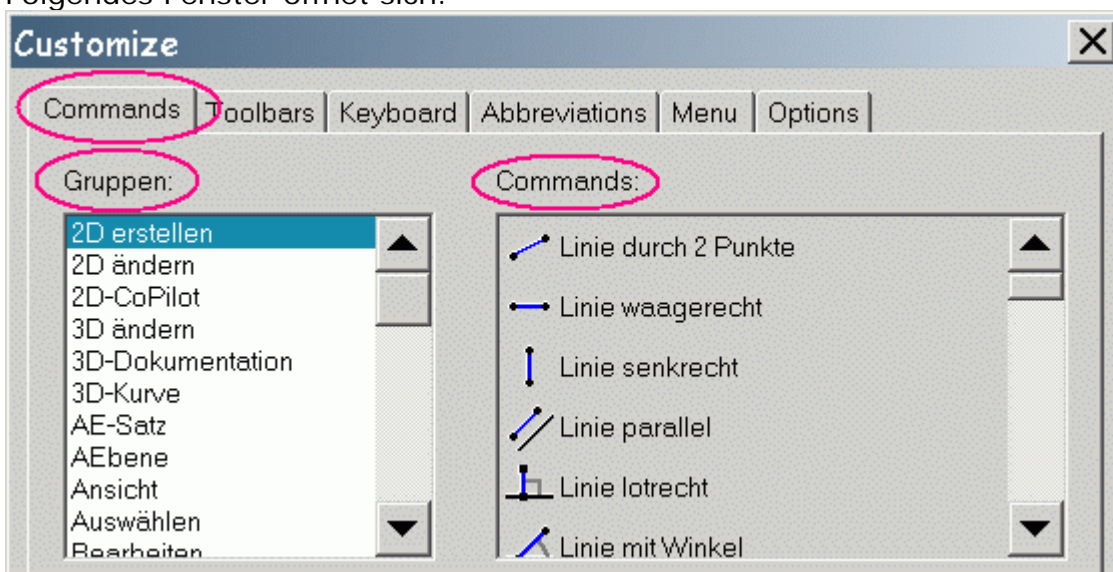 Folgendes Fenster öffnet sich:
Customize
Commands Toolbars Keyboard Abbreviations Menu Options
Gruppen:
2D erstellen
2D ändern
2D-CoPilot
3D ändern
3D-Dokumentation
3D-Kurve
AE-Satz
AEbene
Ansicht
Auswählen
Bearbeiten
Commands:
Linie durch 2 Punkte
Linie waagerecht
Linie senkrecht
Linie parallel
Linie lotrecht
Linie mit Winkel